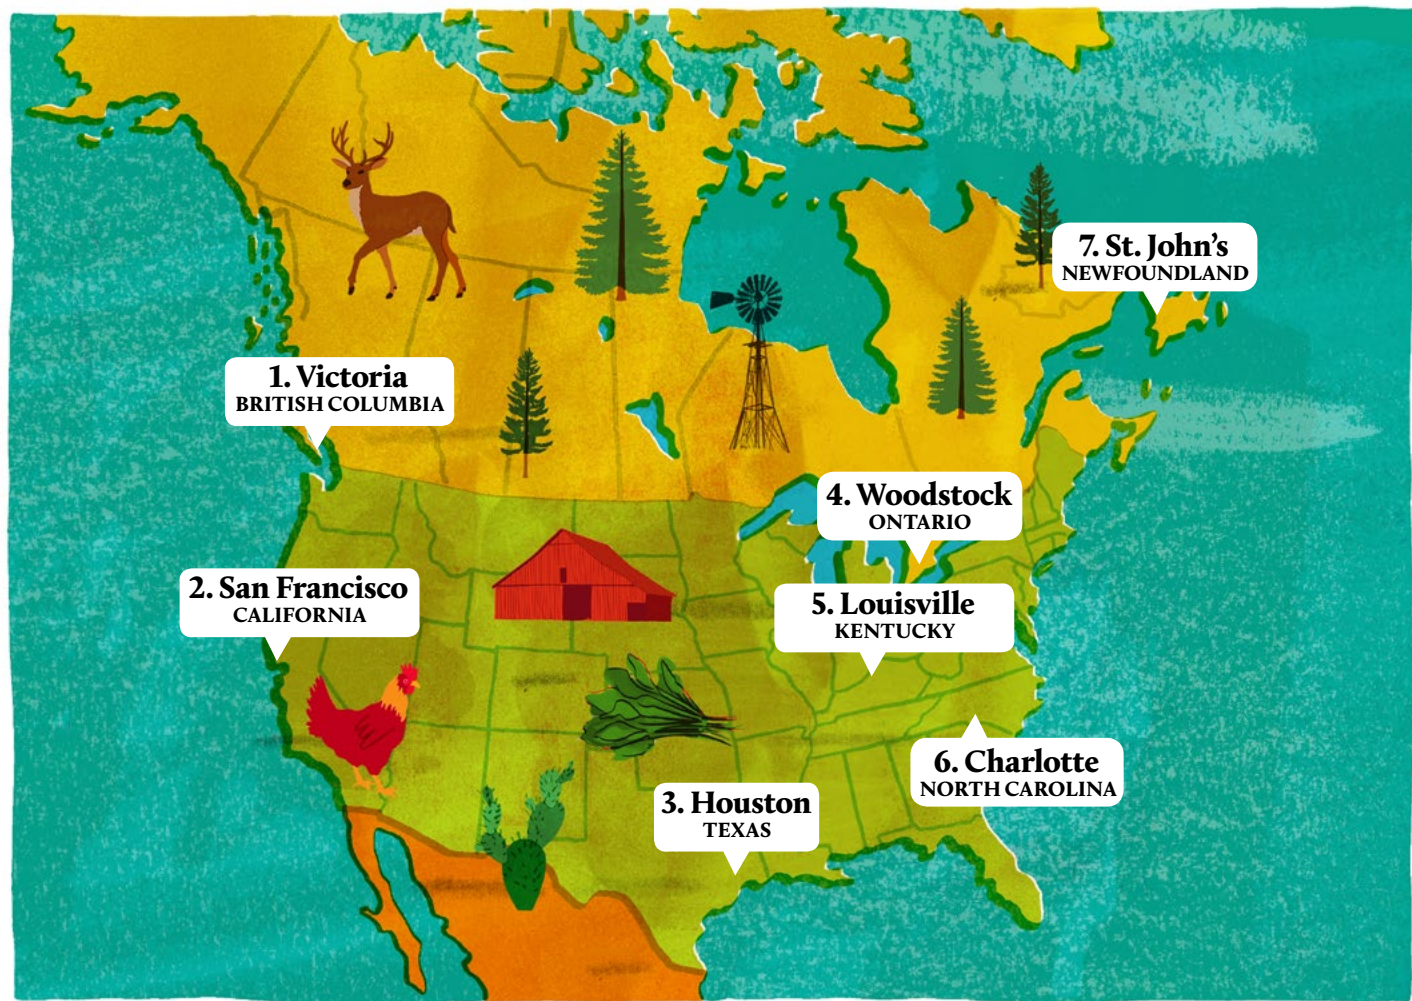 1. Victoria
BRITISH COLUMBIA
2. San Francisco
CALIFORNIA
3. Houston
TEXAS
4. Woodstock
ONTARIO
5. Louisville
KENTUCKY
6. Charlotte
NORTH CAROLINA
7. St. John’s
NEWFOUNDLAND